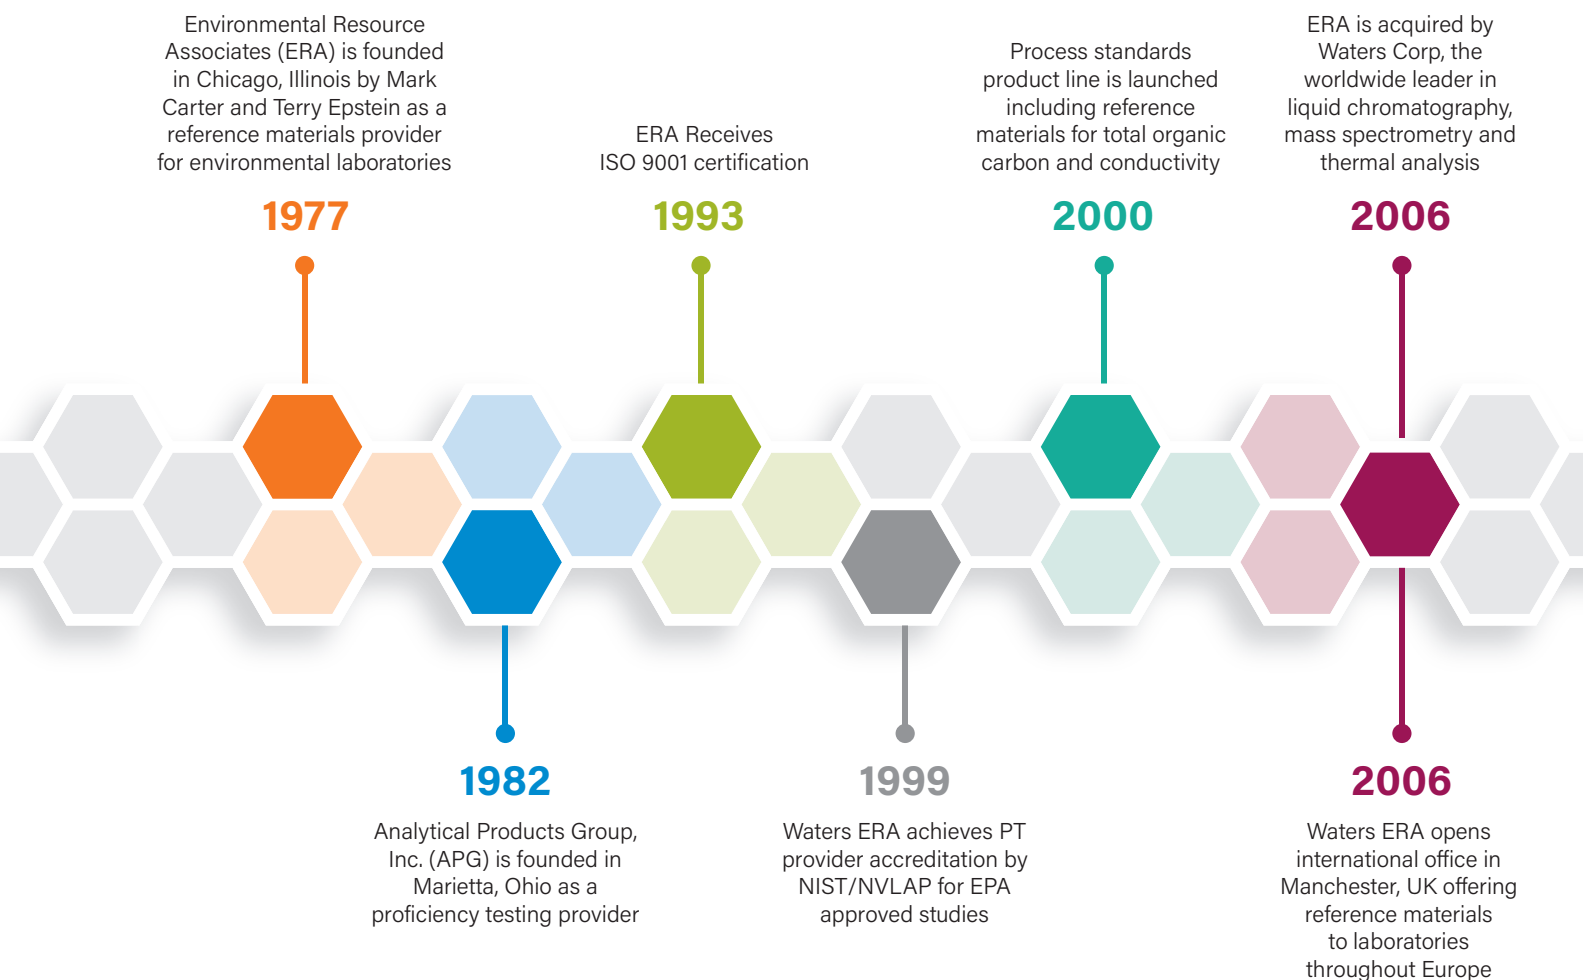 Environmental Resource
Associates (ERA) is founded
in Chicago, Illinois by Mark
Carter and Terry Epstein as a
reference materials provider
for environmental laboratories
1977
ERA Receives
ISO 9001 certification
1993
Process standards
product line is launched
including reference
materials for total organic
carbon and conductivity
2000
ERA is acquired by
Waters Corp, the
worldwide leader in
liquid chromatography,
mass spectrometry and
thermal analysis
2006
1982
Analytical Products Group,
Inc. (APG) is founded in
Marietta, Ohio as a
proficiency testing provider
1999
Waters ERA achieves PT
provider accreditation by
NIST/NVLAP for EPA
approved studies
2006
Waters ERA opens
international office in
Manchester, UK offering
reference materials
to laboratories
throughout Europe